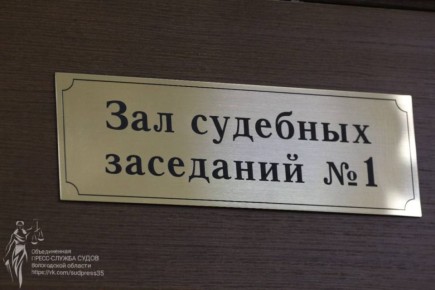 Зал судебных
заседаний №1
Объединенная
ПРЕСС-СЛУЖБА СУДОВ
Вологодской области
https://vk.com/sudpress35